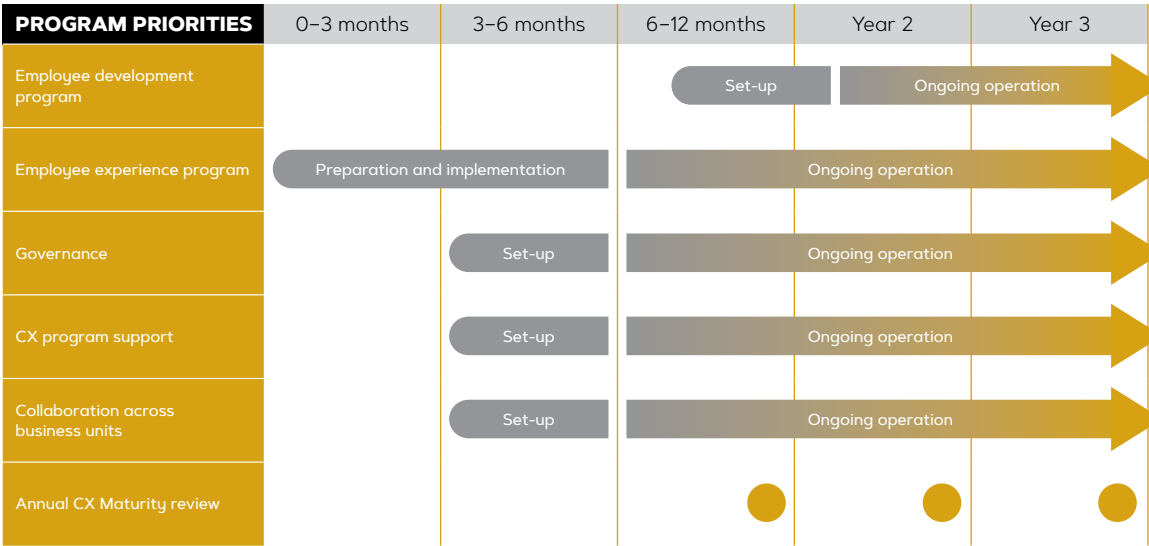 PROGRAM PRIORITIES 0–3 months 3–6 months 6–12 months Year 2 Year 3
Employee development
program
Set-up Ongoing operation
Employee experience program Preparation and implementation Ongoing operation
Governance Set-up Ongoing operation
CX program support Set-up Ongoing operation
Collaboration across
business units
Set-up Ongoing operation
Annual CX Maturity review